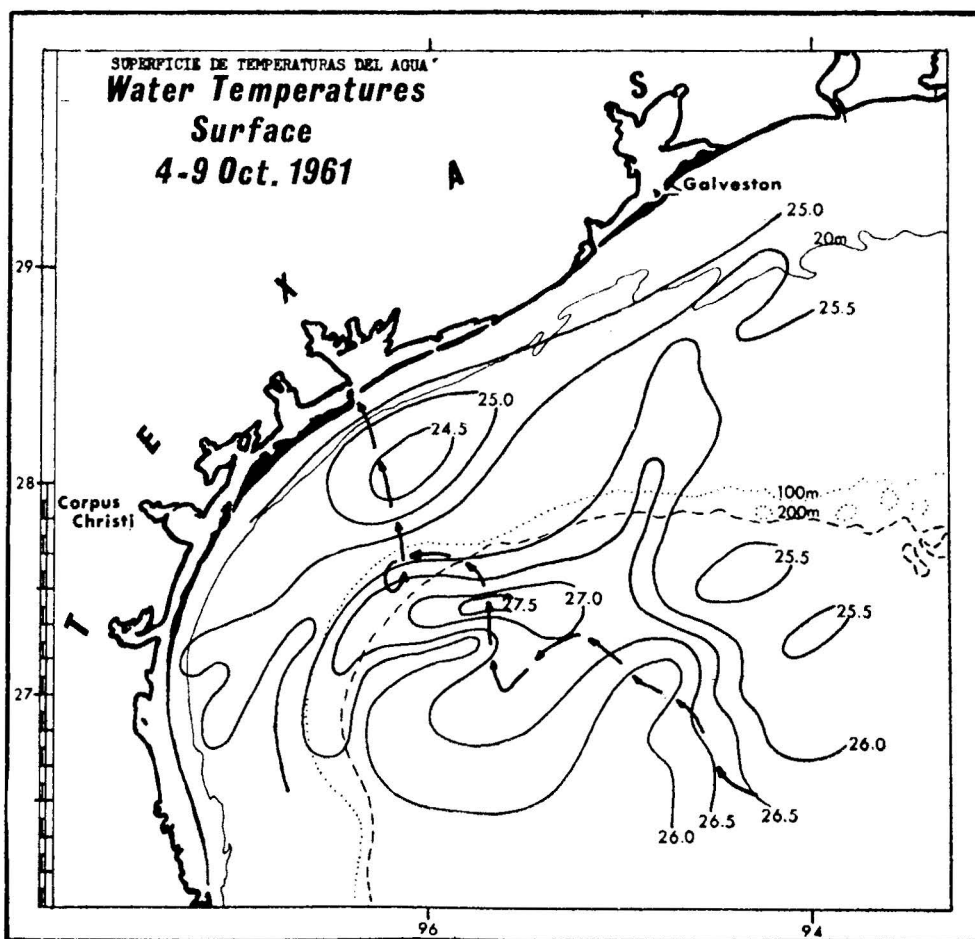 SUPERFICIE DE TEMPERATURAS DEL AGUA
Water Temperatures
Surface
4-9 Oct. 1961
T E X A S
Galveston
Corpus
Christi
29
28
27
96
94
25.0
20m
25.5
25.0
24.5
100m
200m
25.5
25.5
27.5
27.0
26.0
26.0
26.5
26.5